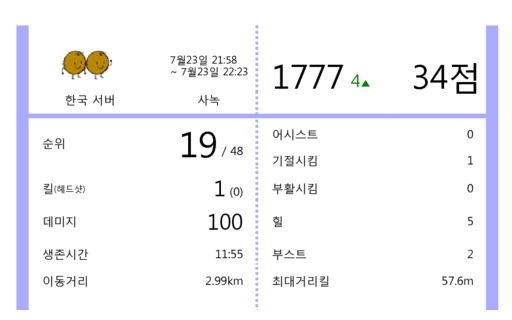 7월23일 21:58
~ 7월23일 22:23
한국 서버
사녹
1777 4▲
34점
순위 19 / 48
킬(헤드샷) 1 (0)
데미지 100
생존시간 11:55
이동거리 2.99km
어시스트 0
기절시킴 1
부활시킴 0
힐 5
부스트 2
최대거리킬 57.6m